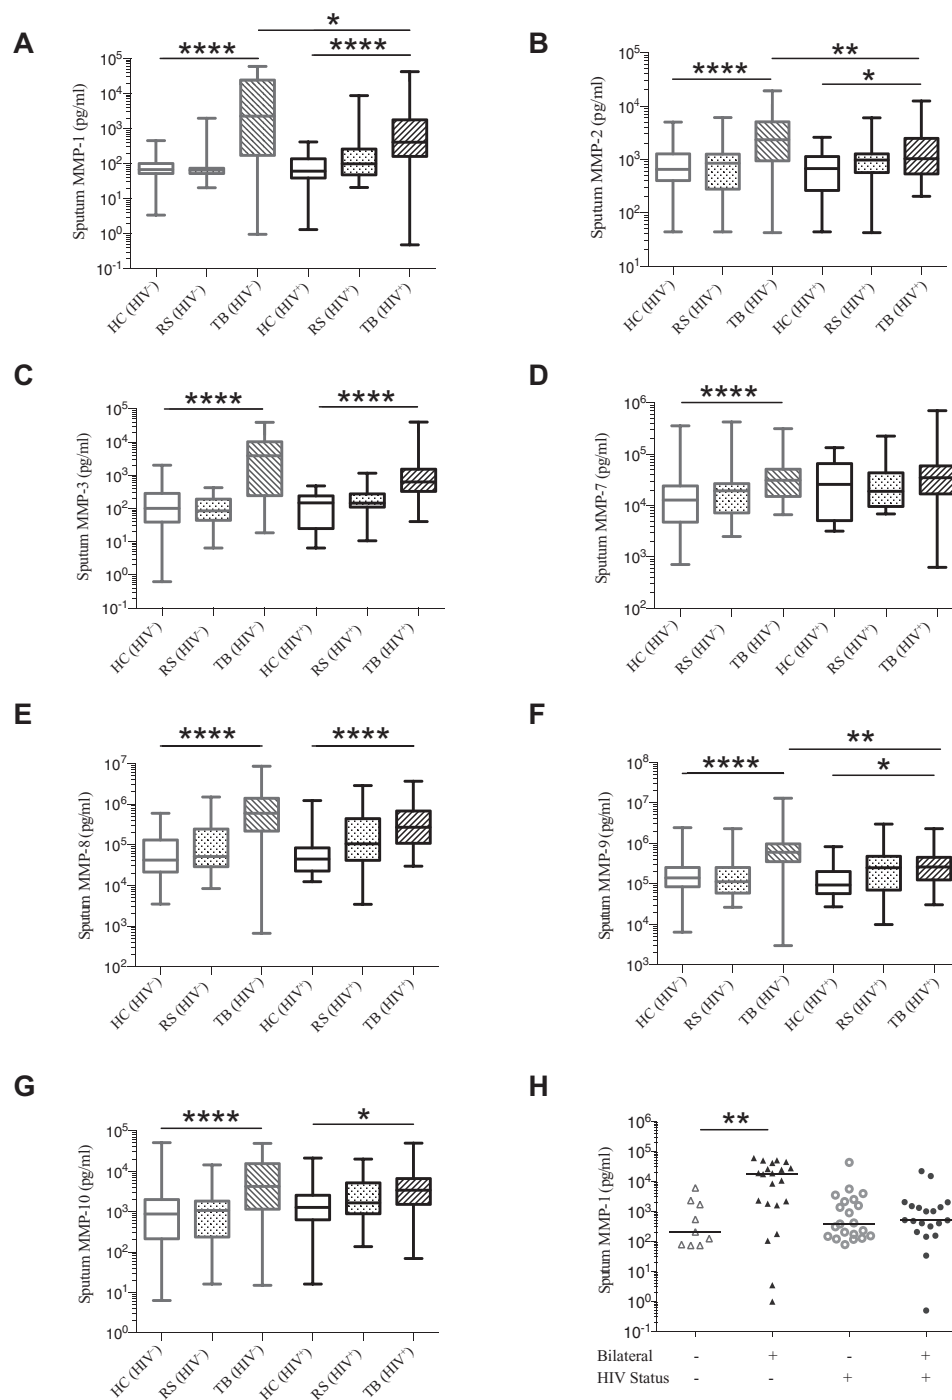 A
*
****
****
Sputum MMP-1 (pg/ml)
10⁵
10⁴
10³
10²
10¹
10⁰
10⁻¹
HC (HIV⁻)
RS (HIV⁻)
TB (HIV⁻)
HC (HIV⁺)
RS (HIV⁺)
TB (HIV⁺)
B
**
****
*
Sputum MMP-2 (pg/ml)
10⁵
10⁴
10³
10²
10¹
HC (HIV⁻)
RS (HIV⁻)
TB (HIV⁻)
HC (HIV⁺)
RS (HIV⁺)
TB (HIV⁺)
C
****
****
Sputum MMP-3 (pg/ml)
10⁵
10⁴
10³
10²
10¹
10⁰
10⁻¹
HC (HIV⁻)
RS (HIV⁻)
TB (HIV⁻)
HC (HIV⁺)
RS (HIV⁺)
TB (HIV⁺)
D
****
Sputum MMP-7 (pg/ml)
10⁶
10⁵
10⁴
10³
10²
HC (HIV⁻)
RS (HIV⁻)
TB (HIV⁻)
HC (HIV⁺)
RS (HIV⁺)
TB (HIV⁺)
E
****
****
Sputum MMP-8 (pg/ml)
10⁷
10⁶
10⁵
10⁴
10³
10²
HC (HIV⁻)
RS (HIV⁻)
TB (HIV⁻)
HC (HIV⁺)
RS (HIV⁺)
TB (HIV⁺)
F
**
****
*
Sputum MMP-9 (pg/ml)
10⁸
10⁷
10⁶
10⁵
10⁴
10³
HC (HIV⁻)
RS (HIV⁻)
TB (HIV⁻)
HC (HIV⁺)
RS (HIV⁺)
TB (HIV⁺)
G
****
*
Sputum MMP-10 (pg/ml)
10⁵
10⁴
10³
10²
10¹
10⁰
HC (HIV⁻)
RS (HIV⁻)
TB (HIV⁻)
HC (HIV⁺)
RS (HIV⁺)
TB (HIV⁺)
H
**
Sputum MMP-1 (pg/ml)
10⁶
10⁵
10⁴
10³
10²
10¹
10⁰
10⁻¹
Bilateral - + - +
HIV Status - - + +